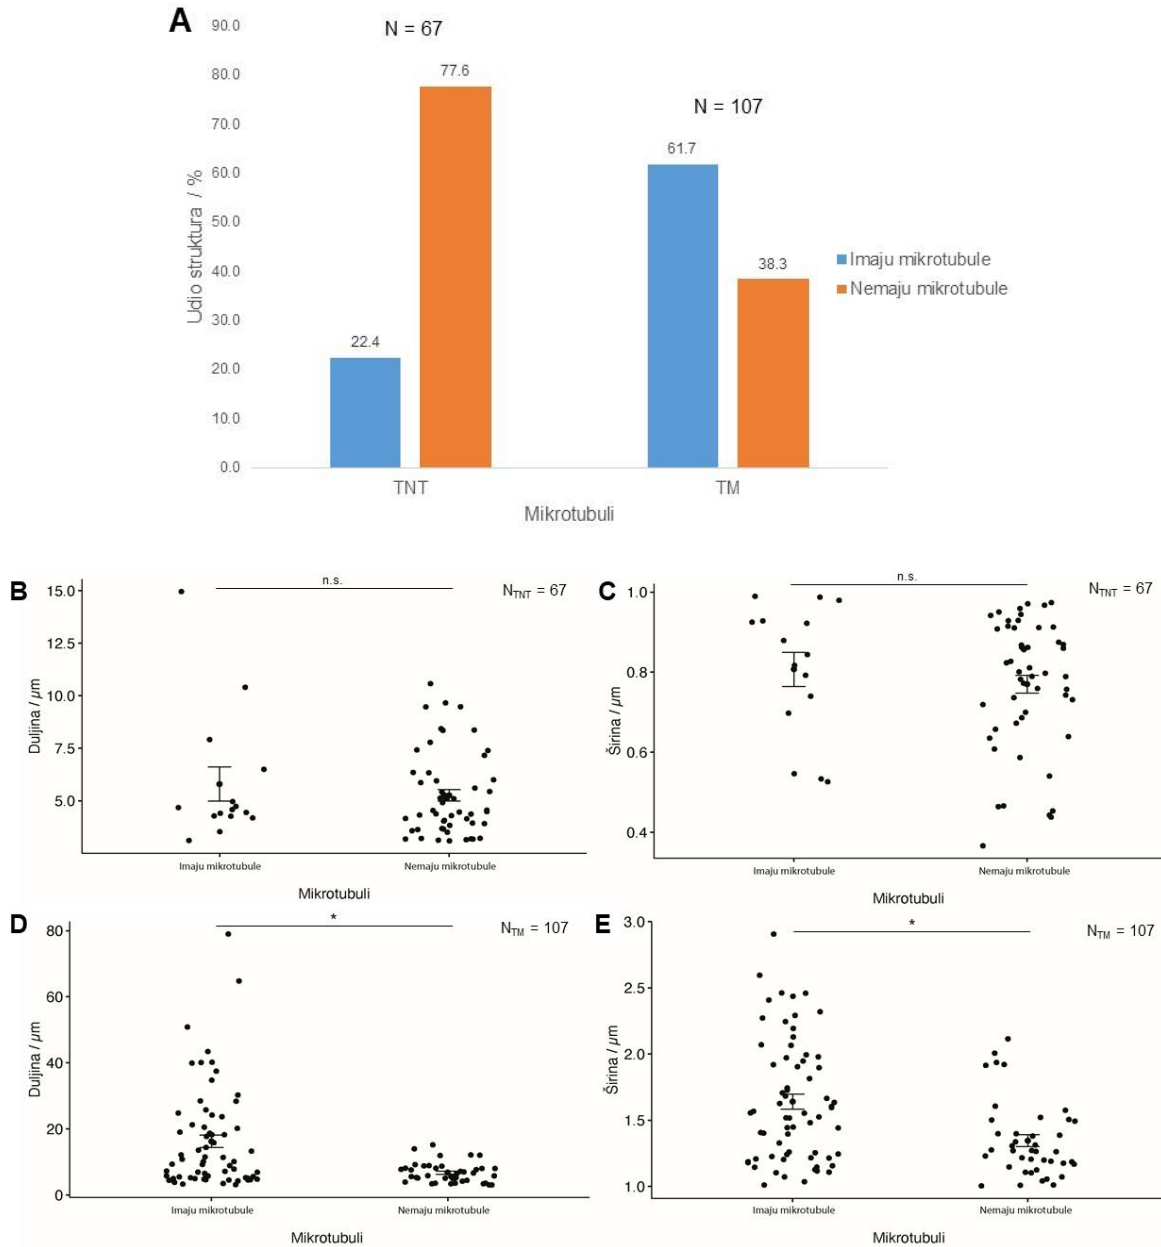 A
N = 67
N = 107
90.0
80.0
70.0
60.0
50.0
40.0
30.0
20.0
10.0
0.0
Udio struktura / %
22.4
77.6
61.7
38.3
Imaju mikrotubule
Nemaju mikrotubule
TNT
TM
Mikrotubuli
B
n.s.
N_TNT = 67
15.0
12.5
10.0
7.5
5.0
Duljina / µm
Imaju mikrotubule
Nemaju mikrotubule
Mikrotubuli
C
n.s.
N_TNT = 67
1.0
0.8
0.6
0.4
Širina / µm
Imaju mikrotubule
Nemaju mikrotubule
Mikrotubuli
D
*
N_TM = 107
80
60
40
20
0
Duljina / µm
Imaju mikrotubule
Nemaju mikrotubule
Mikrotubuli
E
*
N_TM = 107
3.0
2.5
2.0
1.5
1.0
Širina / µm
Imaju mikrotubule
Nemaju mikrotubule
Mikrotubuli